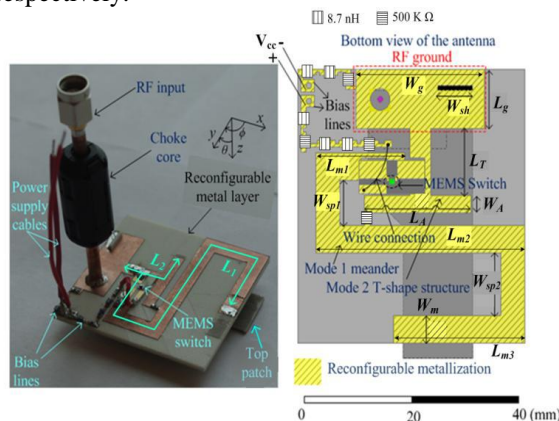 respectively.
8.7 nH 500 K Ω
Vcc -
+
Bottom view of the antenna
RF ground
Wg
Wsh
Lg
Bias
lines
LT
Lm1
MEMS Switch
WA
Wsp1
LA
Lm2
Wire connection
Mode 1 meander
Mode 2 T-shape structure
Wsp2
Wm
Lm3
Reconfigurable metallization
0 20 40 (mm)
RF input
Choke
core
x
y
z
θ
ϕ
Reconfigurable
metal layer
Power
supply
cables
L2
L1
MEMS
switch
Bias
lines
Top
patch